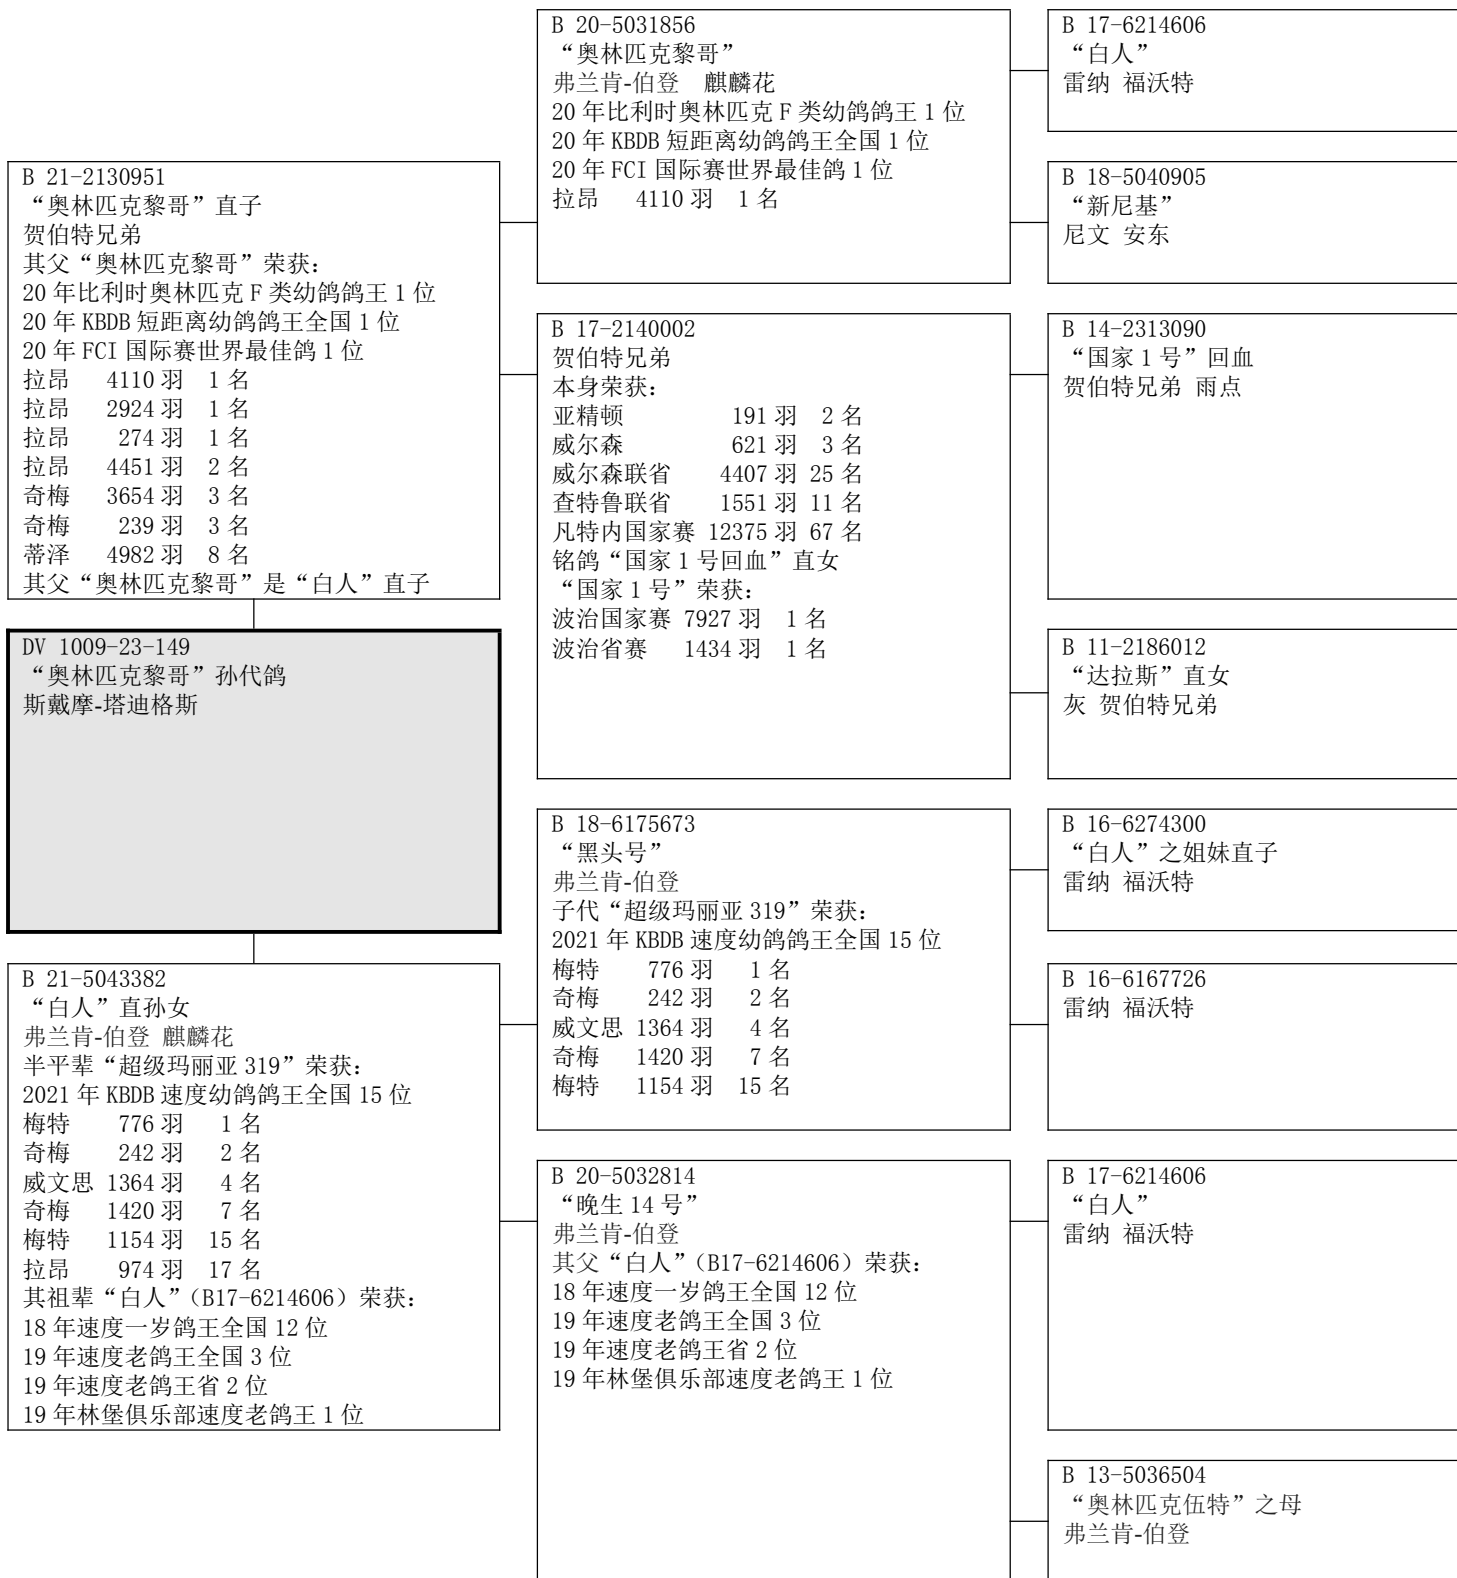 B 21-2130951
“奥林匹克黎哥”直子
贺伯特兄弟
其父“奥林匹克黎哥”荣获：
20 年比利时奥林匹克 F 类幼鸽鸽王 1 位
20 年 KBDB 短距离幼鸽鸽王全国 1 位
20 年 FCI 国际赛世界最佳鸽 1 位
拉昂 4110 羽 1 名
拉昂 2924 羽 1 名
拉昂 274 羽 1 名
拉昂 4451 羽 2 名
奇梅 3654 羽 3 名
奇梅 239 羽 3 名
蒂泽 4982 羽 8 名
其父“奥林匹克黎哥”是“白人”直子
DV 1009-23-149
“奥林匹克黎哥”孙代鸽
斯戴摩-塔迪格斯
B 21-5043382
“白人”直孙女
弗兰肯-伯登 麒麟花
半平辈“超级玛丽亚 319”荣获：
2021 年 KBDB 速度幼鸽鸽王全国 15 位
梅特 776 羽 1 名
奇梅 242 羽 2 名
威文思 1364 羽 4 名
奇梅 1420 羽 7 名
梅特 1154 羽 15 名
拉昂 974 羽 17 名
其祖辈“白人”（B17-6214606）荣获：
18 年速度一岁鸽王全国 12 位
19 年速度老鸽王全国 3 位
19 年速度老鸽王省 2 位
19 年林堡俱乐部速度老鸽王 1 位
B 20-5031856
“奥林匹克黎哥”
弗兰肯-伯登 麒麟花
20 年比利时奥林匹克 F 类幼鸽鸽王 1 位
20 年 KBDB 短距离幼鸽鸽王全国 1 位
20 年 FCI 国际赛世界最佳鸽 1 位
拉昂 4110 羽 1 名
B 17-2140002
贺伯特兄弟
本身荣获：
亚精顿 191 羽 2 名
威尔森 621 羽 3 名
威尔森联省 4407 羽 25 名
查特鲁联省 1551 羽 11 名
凡特内国家赛 12375 羽 67 名
铭鸽“国家 1 号回血”直女
“国家 1 号”荣获：
波治国家赛 7927 羽 1 名
波治省赛 1434 羽 1 名
B 18-6175673
“黑头号”
弗兰肯-伯登
子代“超级玛丽亚 319”荣获：
2021 年 KBDB 速度幼鸽鸽王全国 15 位
梅特 776 羽 1 名
奇梅 242 羽 2 名
威文思 1364 羽 4 名
奇梅 1420 羽 7 名
梅特 1154 羽 15 名
B 20-5032814
“晚生 14 号”
弗兰肯-伯登
其父“白人”（B17-6214606）荣获：
18 年速度一岁鸽王全国 12 位
19 年速度老鸽王全国 3 位
19 年速度老鸽王省 2 位
19 年林堡俱乐部速度老鸽王 1 位
B 17-6214606
“白人”
雷纳 福沃特
B 18-5040905
“新尼基”
尼文 安东
B 14-2313090
“国家 1 号”回血
贺伯特兄弟 雨点
B 11-2186012
“达拉斯”直女
灰 贺伯特兄弟
B 16-6274300
“白人”之姐妹直子
雷纳 福沃特
B 16-6167726
雷纳 福沃特
B 17-6214606
“白人”
雷纳 福沃特
B 13-5036504
“奥林匹克伍特”之母
弗兰肯-伯登